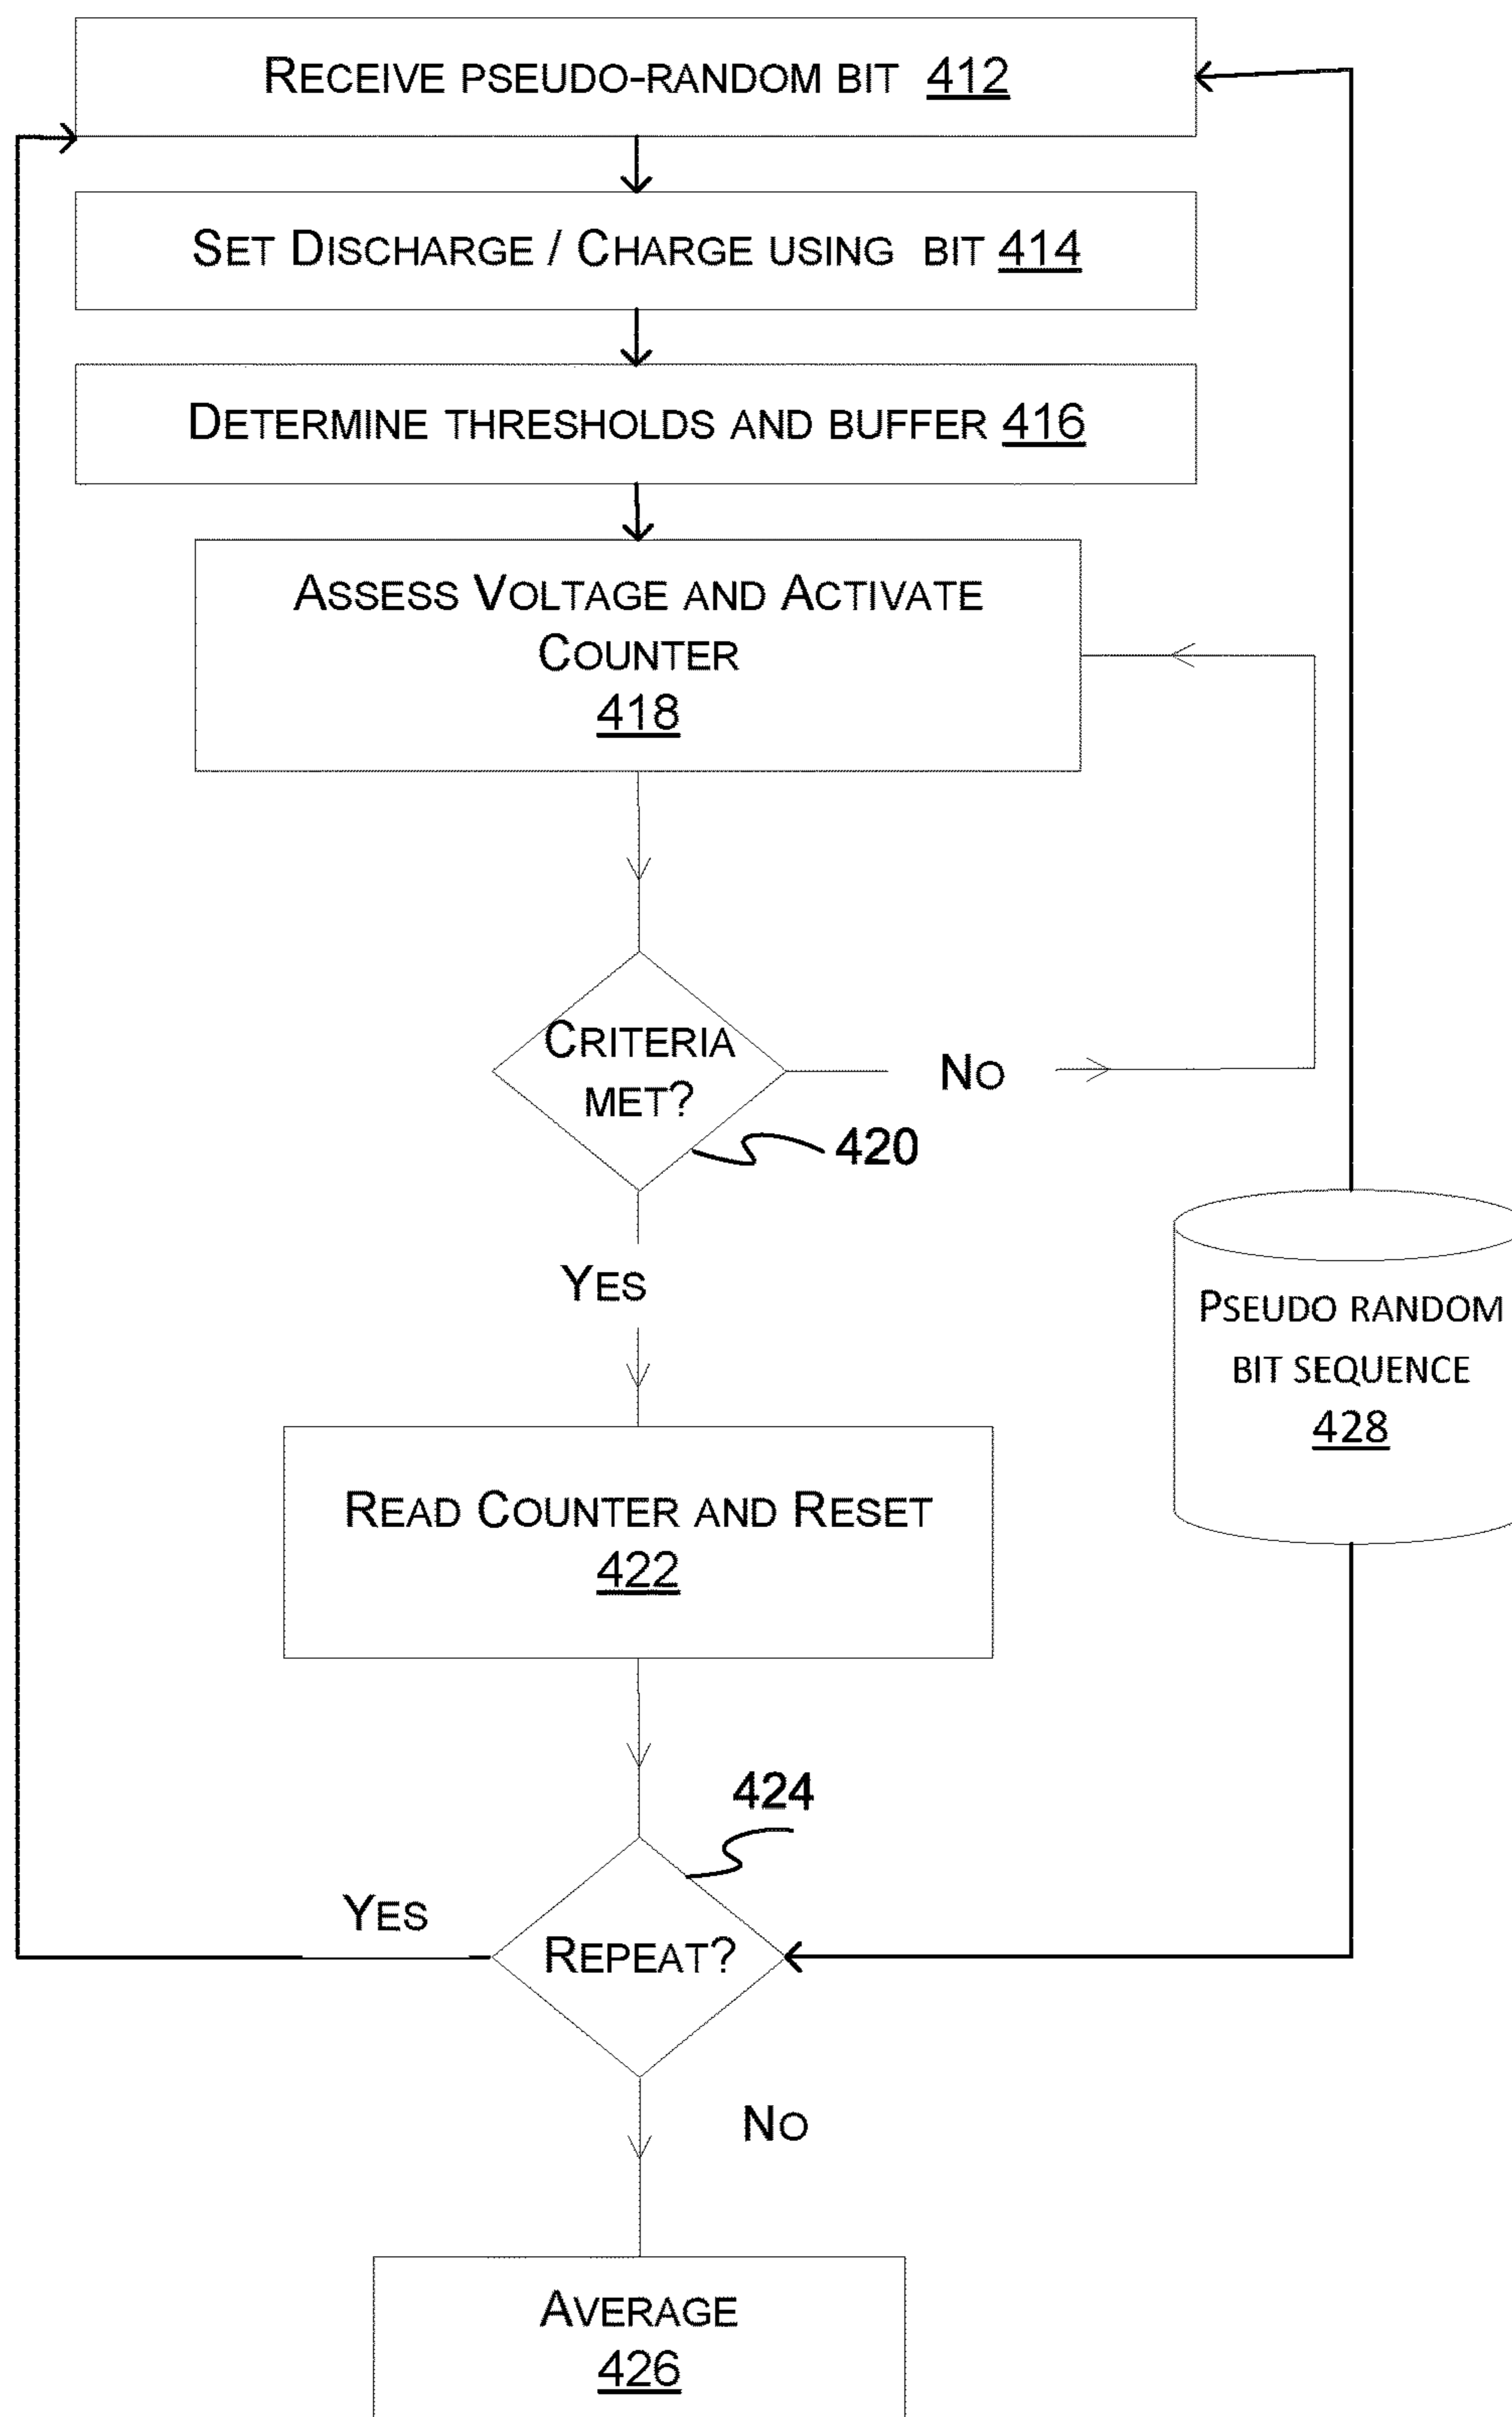 RECEIVE PSEUDO-RANDOM BIT 412
SET DISCHARGE / CHARGE USING BIT 414
DETERMINE THRESHOLDS AND BUFFER 416
ASSESS VOLTAGE AND ACTIVATE
COUNTER
418
CRITERIA
MET?
NO
420
YES
PSEUDO RANDOM
BIT SEQUENCE
428
READ COUNTER AND RESET
422
424
YES
REPEAT?
NO
AVERAGE
426